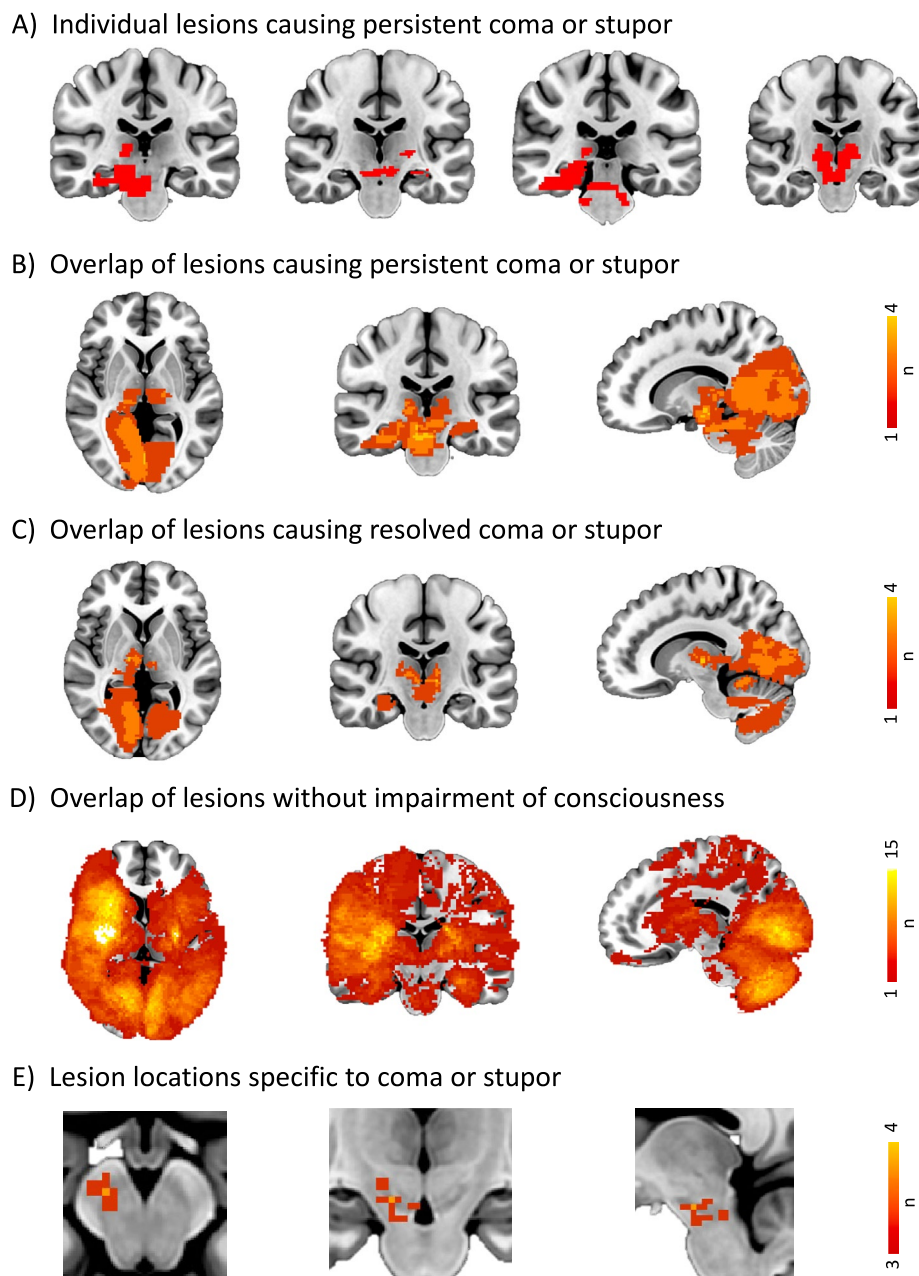 A) Individual lesions causing persistent coma or stupor
B) Overlap of lesions causing persistent coma or stupor
4
n
1
C) Overlap of lesions causing resolved coma or stupor
4
n
1
D) Overlap of lesions without impairment of consciousness
15
n
1
E) Lesion locations specific to coma or stupor
4
n
3